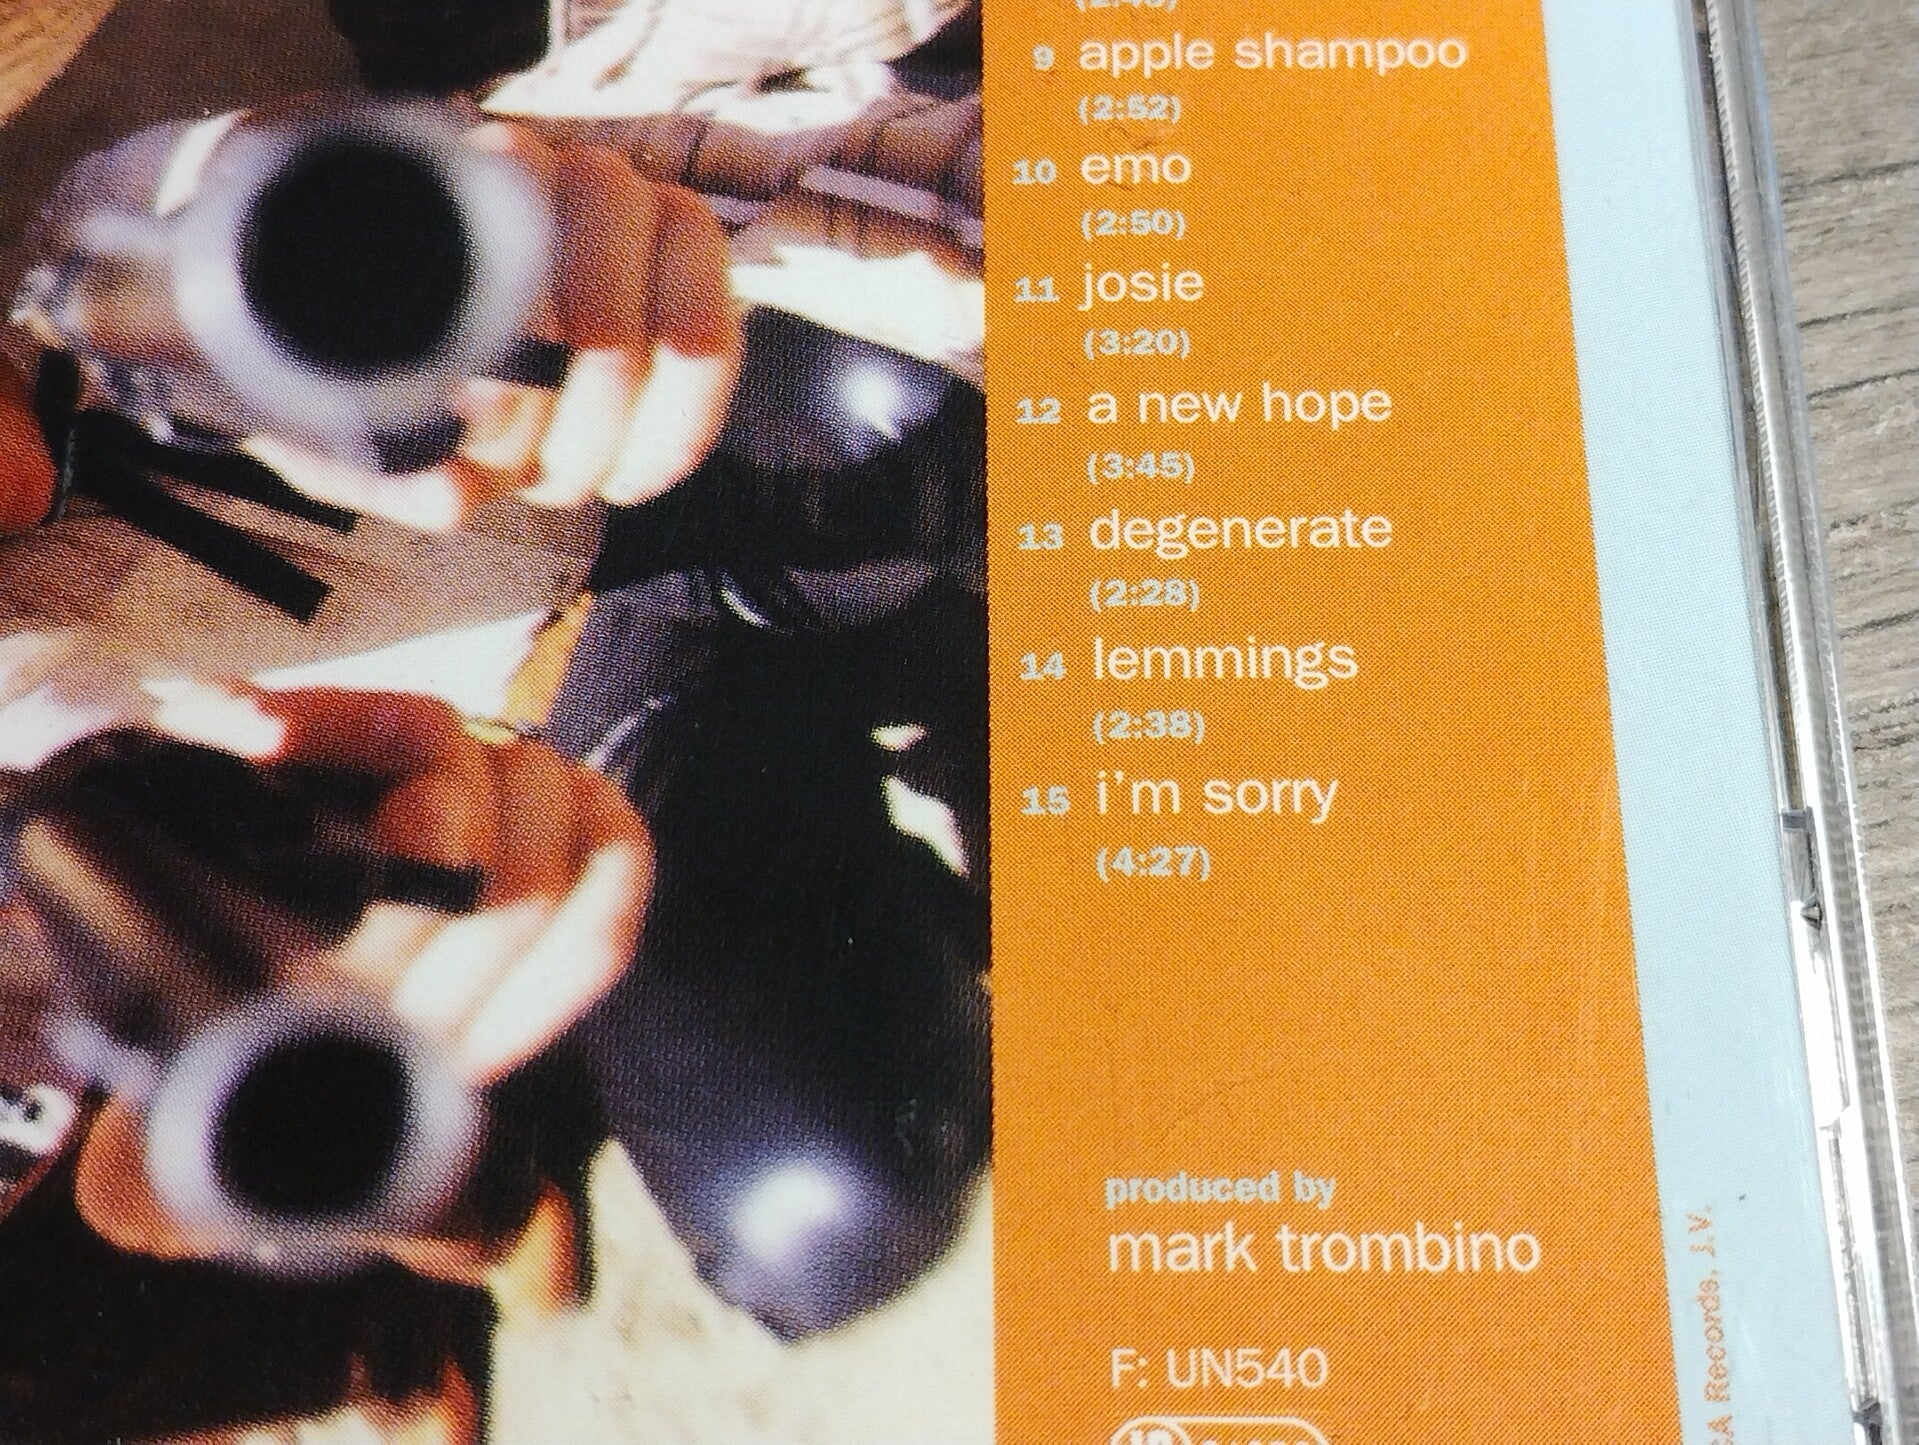 9 apple shampoo
(2:52)
10 emo
(2:50)
11 josie
(3:20)
12 a new hope
(3:45)
13 degenerate
(2:28)
14 lemmings
(2:38)
15 i'm sorry
(4:27)
produced by
mark trombino
F: UN540
Records, J.V.